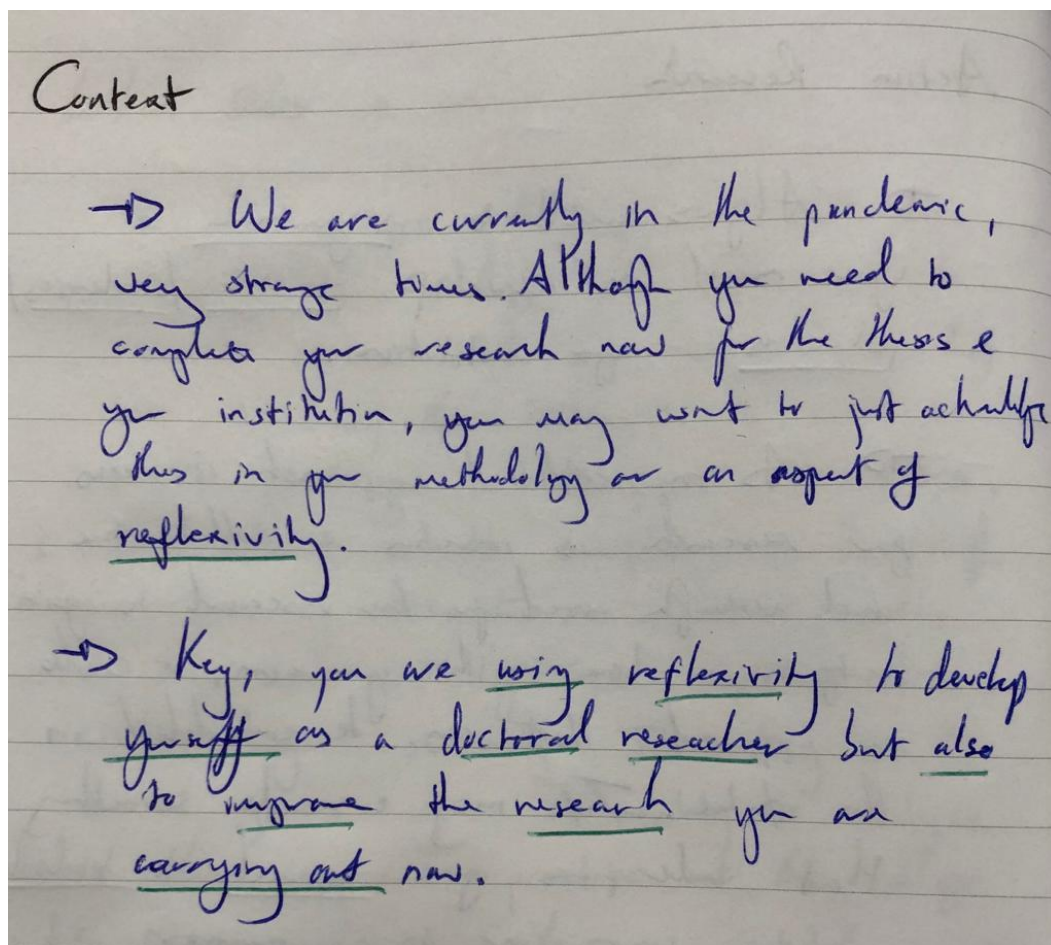 Context
→ We are currently in the pandemic,
very strange times. Although you need to
complete your research now for the thesis &
your institution, you may want to just acknowledge
this in your methodology or an aspect of
reflexivity.
→ Key, you are using reflexivity to develop
yourself as a doctoral reseacher but also
to improve the research you are
carrying out now.